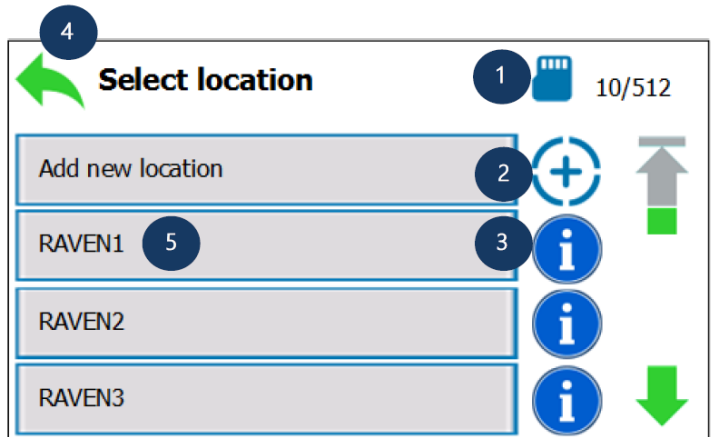 4
Select location
1
10/512
Add new location
2
RAVEN1
5
3
i
RAVEN2
i
RAVEN3
i